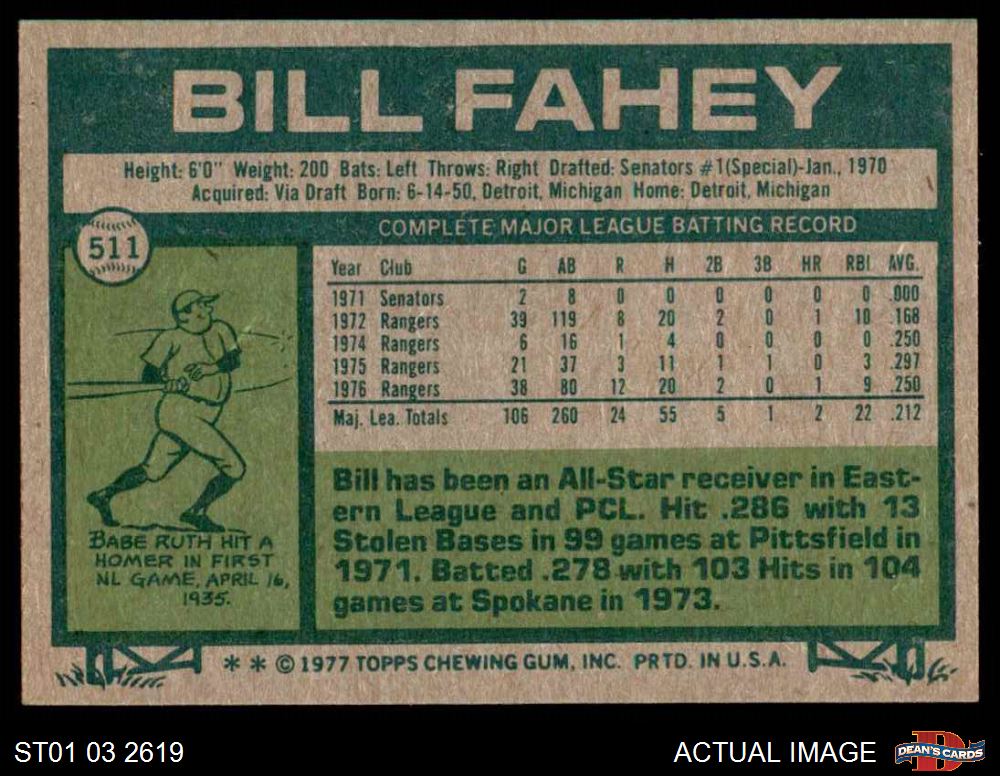 BILL FAHEY
Height: 6'0" Weight: 200 Bats: Left Throws: Right Drafted: Senators #1(Special)-Jan., 1970
Acquired: Via Draft Born: 6-14-50, Detroit, Michigan Home: Detroit, Michigan
511
COMPLETE MAJOR LEAGUE BATTING RECORD
Year Club G AB R H 2B 3B HR RBI AVG.
1971 Senators 2 8 0 0 0 0 0 0 .000
1972 Rangers 39 119 8 20 2 0 1 10 .168
1974 Rangers 6 16 1 4 0 0 0 0 .250
1975 Rangers 21 37 3 11 1 1 0 3 .297
1976 Rangers 38 80 12 20 2 0 1 9 .250
Maj. Lea. Totals 106 260 24 55 5 1 2 22 .212
BABE RUTH HIT A
HOMER IN FIRST
NL GAME, APRIL 16,
1935.
Bill has been an All-Star receiver in East-
ern League and PCL. Hit .286 with 13
Stolen Bases in 99 games at Pittsfield in
1971. Batted .278 with 103 Hits in 104
games at Spokane in 1973.
* * © 1977 TOPPS CHEWING GUM, INC. PRTD. IN U.S.A.
ST01 03 2619
ACTUAL IMAGE
D
DEAN'S CARDS